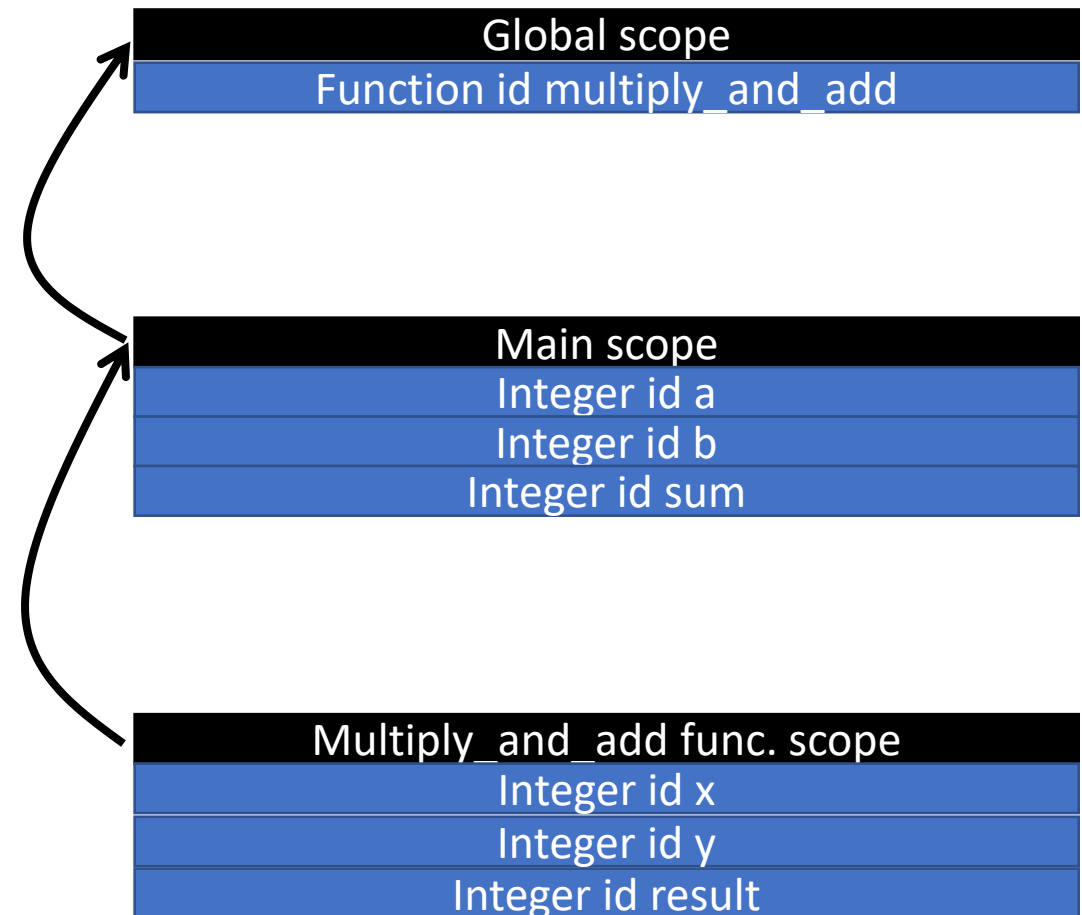 Global scope
Function id multiply_and_add
Main scope
Integer id a
Integer id b
Integer id sum
Multiply_and_add func. scope
Integer id x
Integer id y
Integer id result